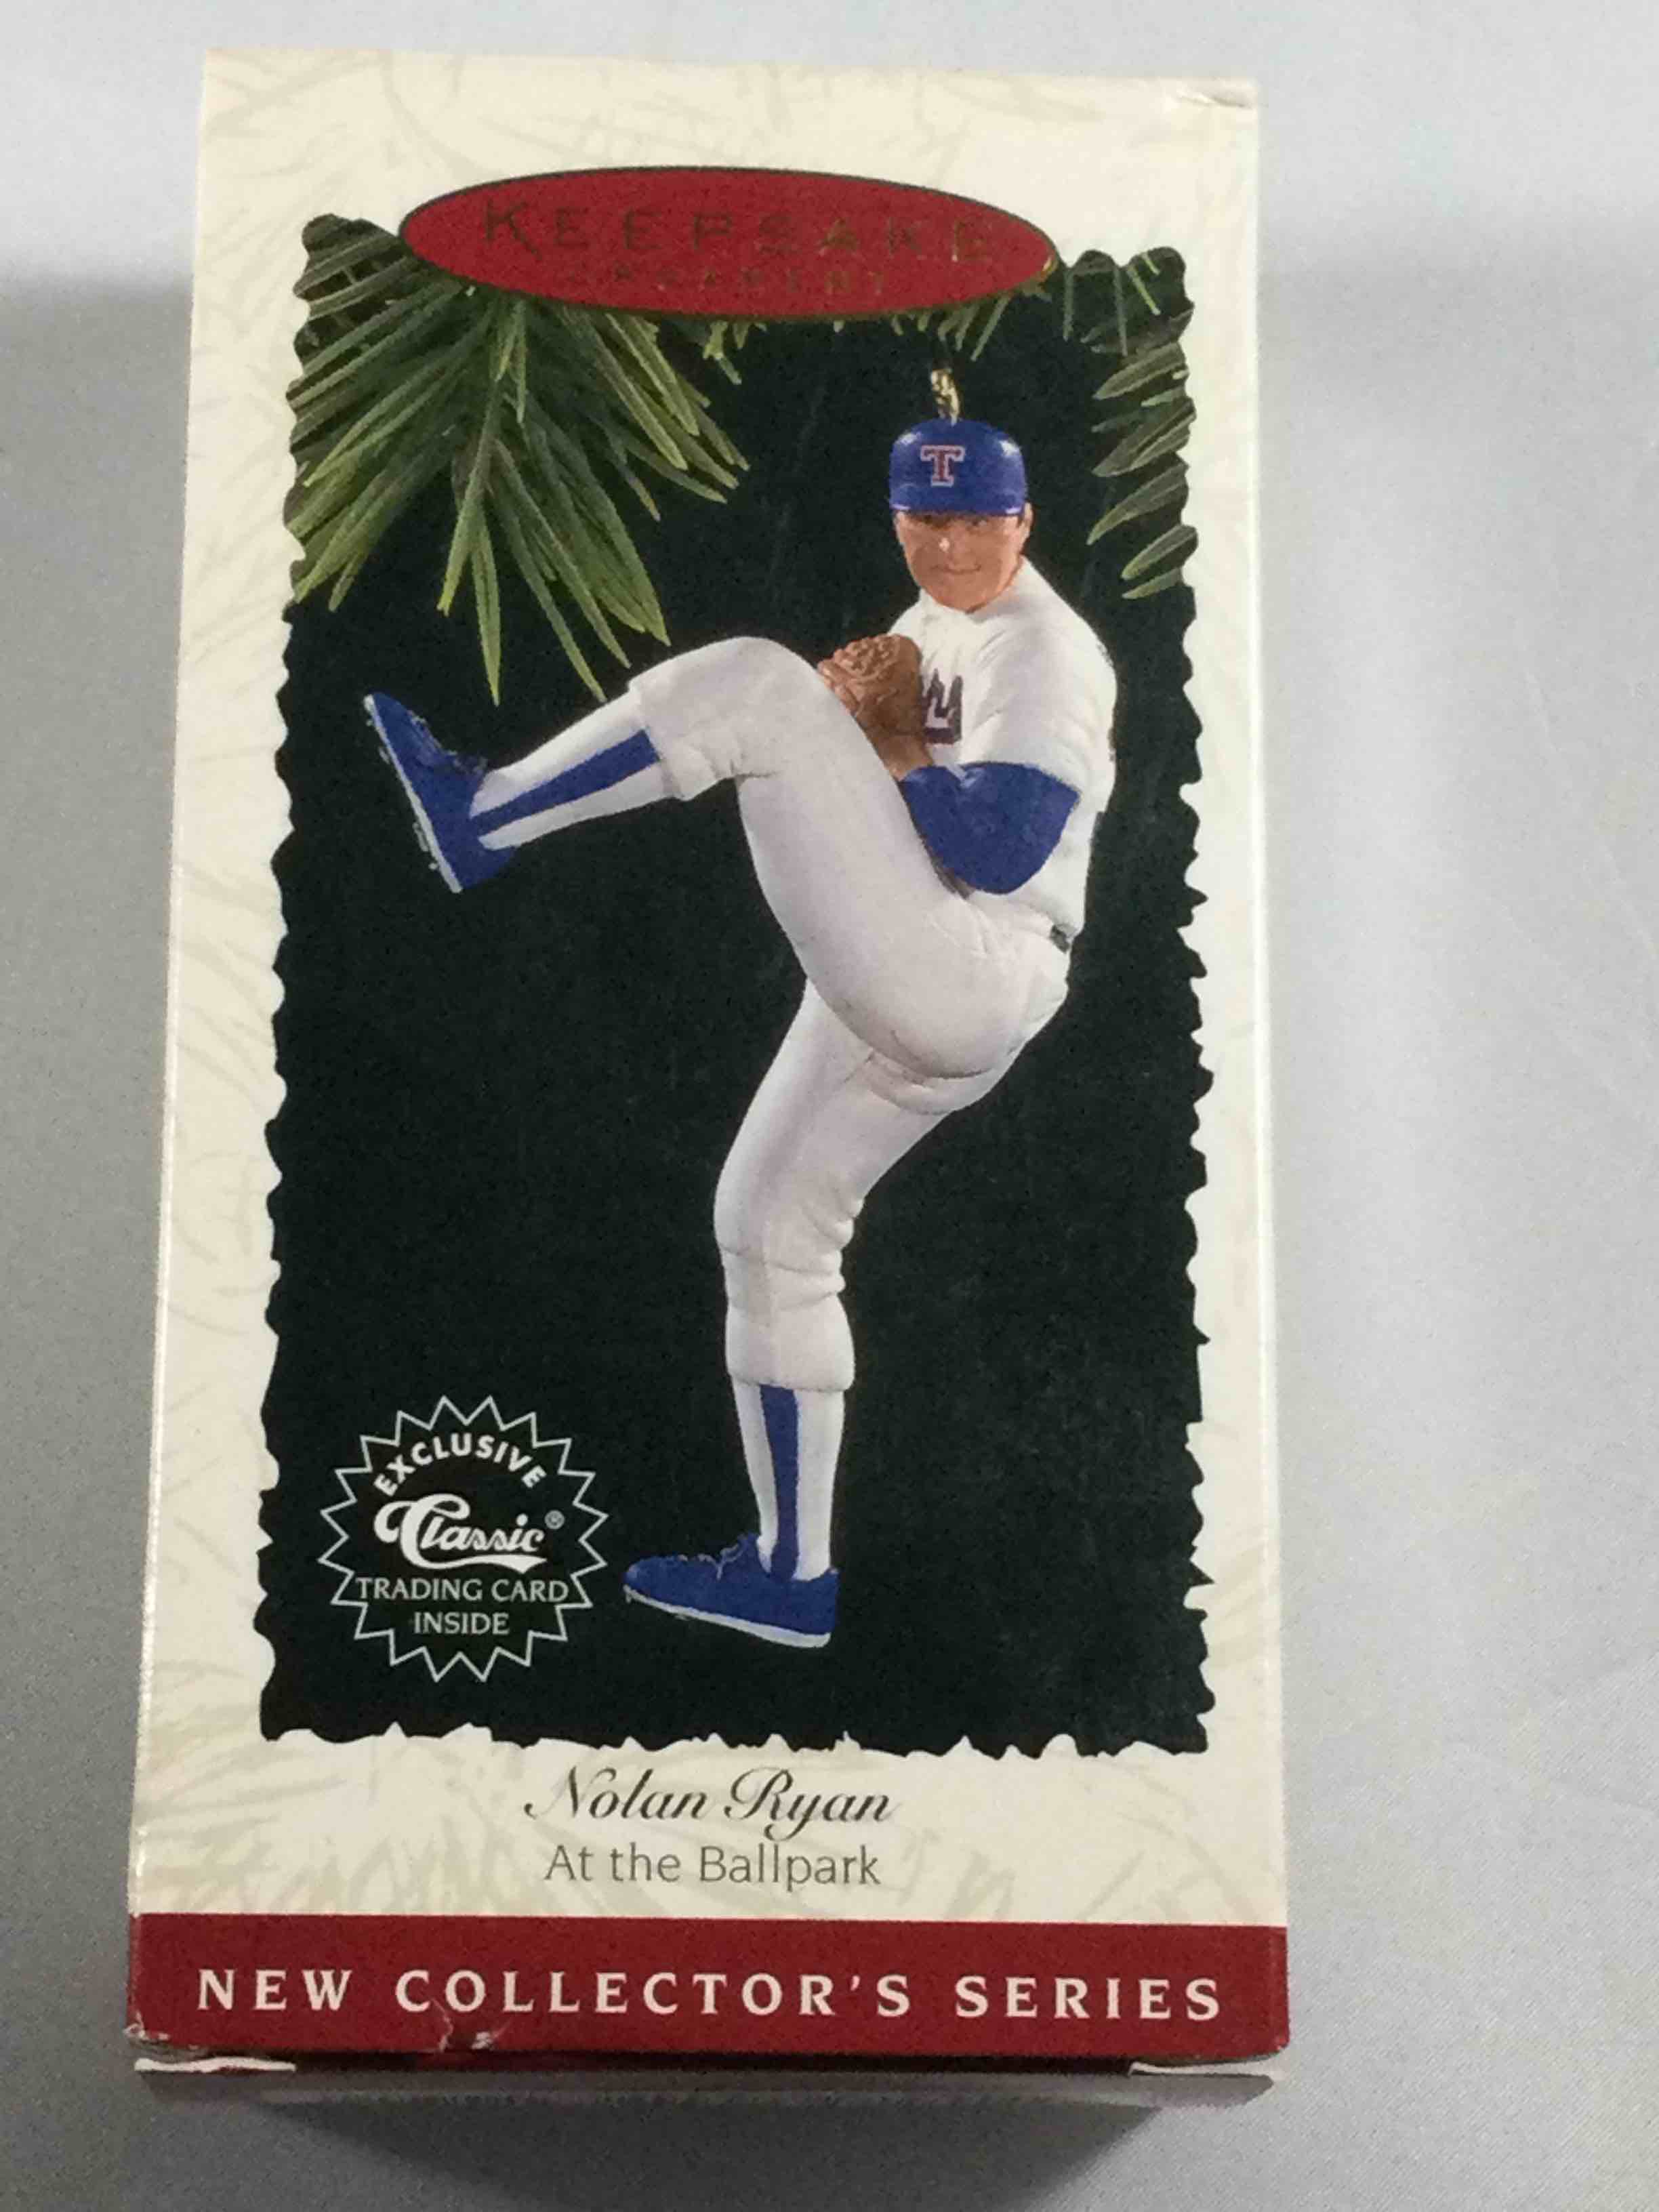 KEEPSAKE
ORNAMENT
T
EXCLUSIVE
Classic®
TRADING CARD
INSIDE
Nolan Ryan
At the Ballpark
NEW COLLECTOR'S SERIES